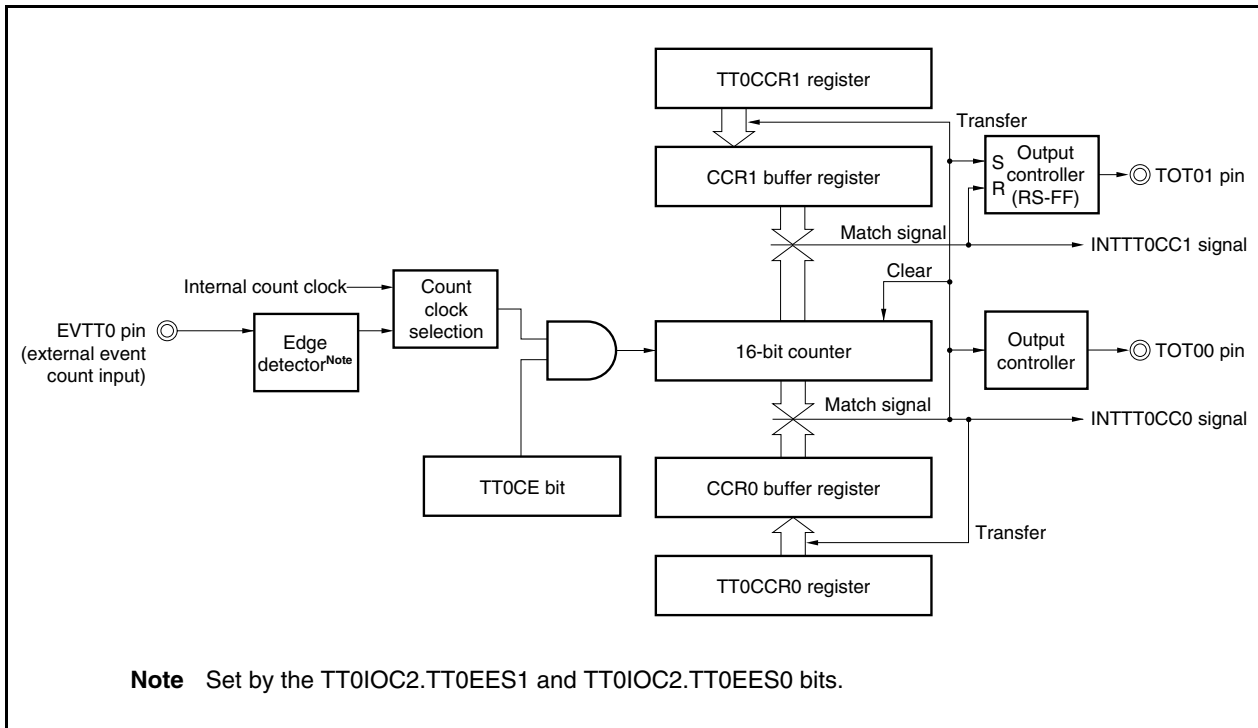 TT0CCR1 register
Transfer
CCR1 buffer register
S
R
Output
controller
(RS-FF)
TOT01 pin
Match signal
INTTT0CC1 signal
Clear
Internal count clock
Count
clock
selection
EVTT0 pin
(external event
count input)
Edge
detectorNote
16-bit counter
Output
controller
TOT00 pin
Match signal
INTTT0CC0 signal
TT0CE bit
CCR0 buffer register
Transfer
TT0CCR0 register
Note Set by the TT0IOC2.TT0EES1 and TT0IOC2.TT0EES0 bits.